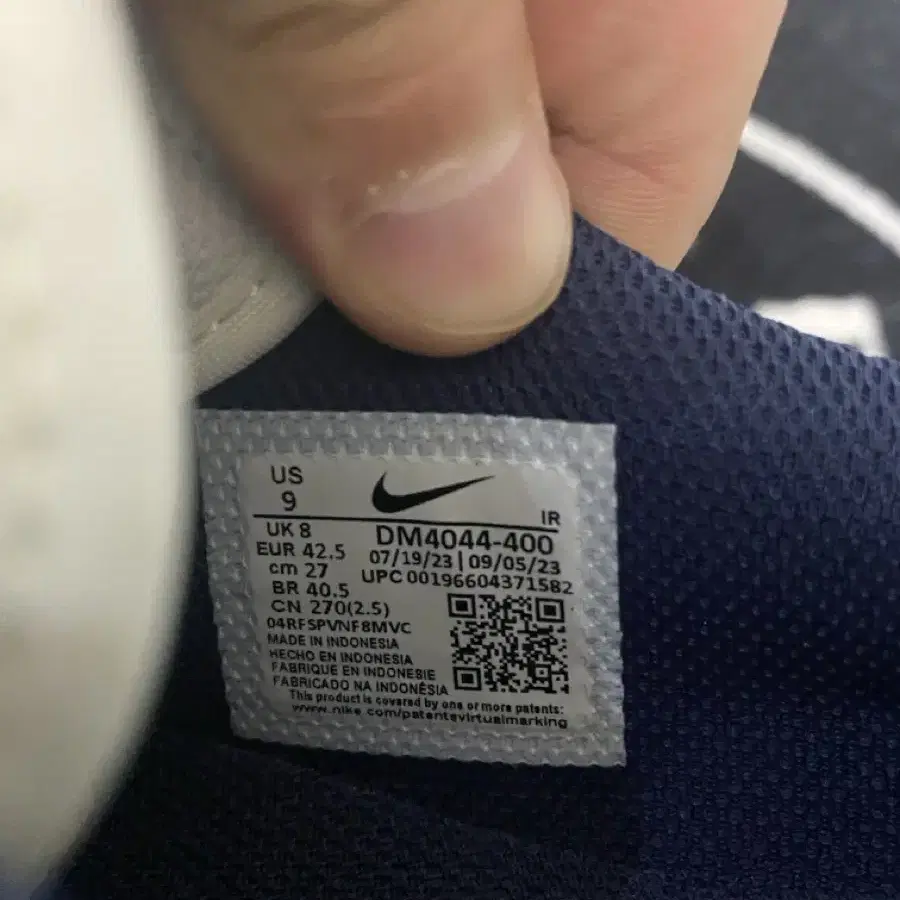 US
9
IR
UK 8
EUR 42.5
cm 27
BR 40.5
CN 270(2.5)
DM4044-400
07/19/23 | 09/05/23
UPC 00196604371582
04RFSPVNF8MVC
MADE IN INDONESIA
HECHO EN INDONESIA
FABRIQUE EN INDONESIE
FABRICADO NA INDONÉSIA
This product is covered by one or more patents:
www.nike.com/patentsvirtualmarking